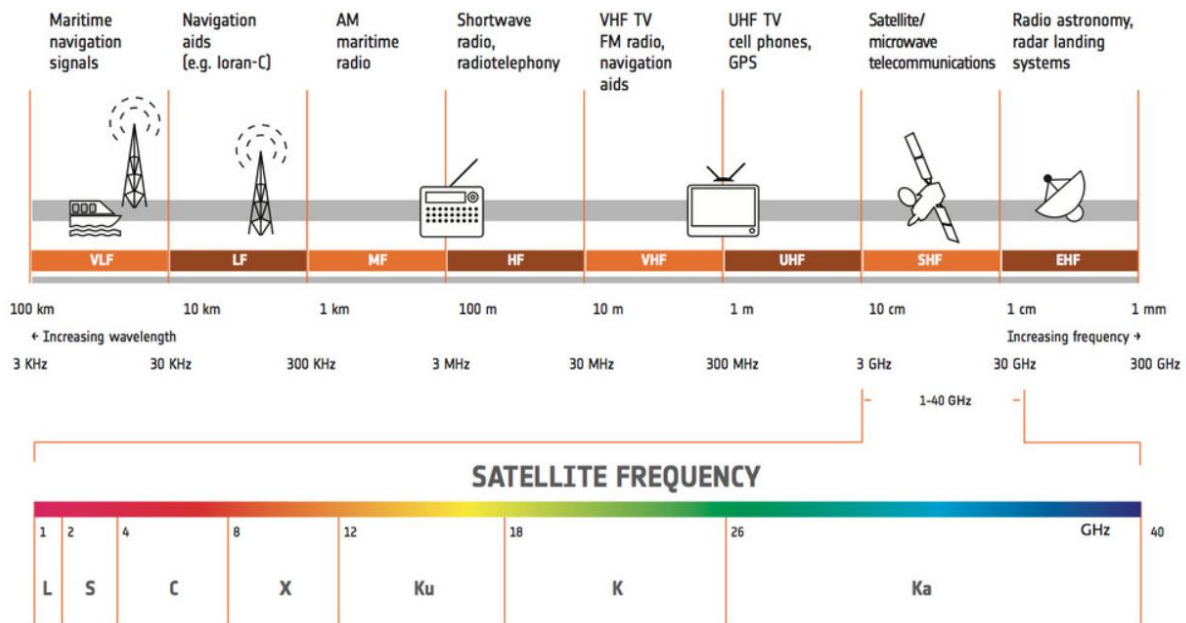 Maritime
navigation
signals
Navigation
aids
(e.g. loran-C)
AM
maritime
radio
Shortwave
radio,
radiotelephony
VHF TV
FM radio,
navigation
aids
UHF TV
cell phones,
GPS
Satellite/
microwave
telecommunications
Radio astronomy,
radar landing
systems
VLF LF MF HF VHF UHF SHF EHF
100 km 10 km 1 km 100 m 10 m 1 m 10 cm 1 cm 1 mm
← Increasing wavelength Increasing frequency →
3 KHz 30 KHz 300 KHz 3 MHz 30 MHz 300 MHz 3 GHz 30 GHz 300 GHz
1-40 GHz
SATELLITE FREQUENCY
1 2 4 8 12 18 26 GHz 40
L S C X Ku K Ka